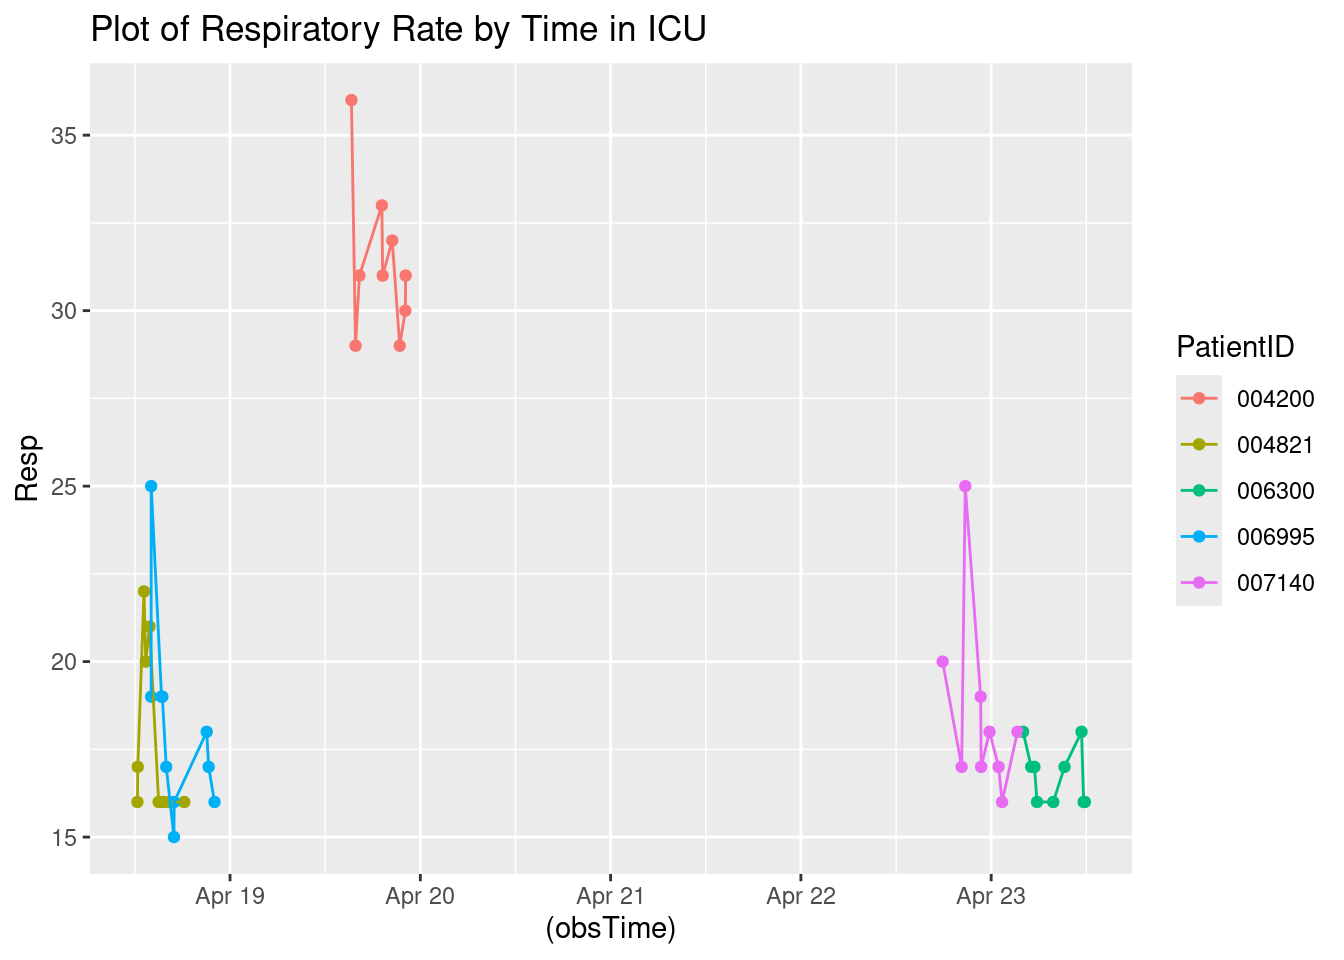 Plot of Respiratory Rate by Time in ICU
35
30
25
20
15
Resp
Apr 19
Apr 20
Apr 21
Apr 22
Apr 23
(obsTime)
PatientID
004200
004821
006300
006995
007140